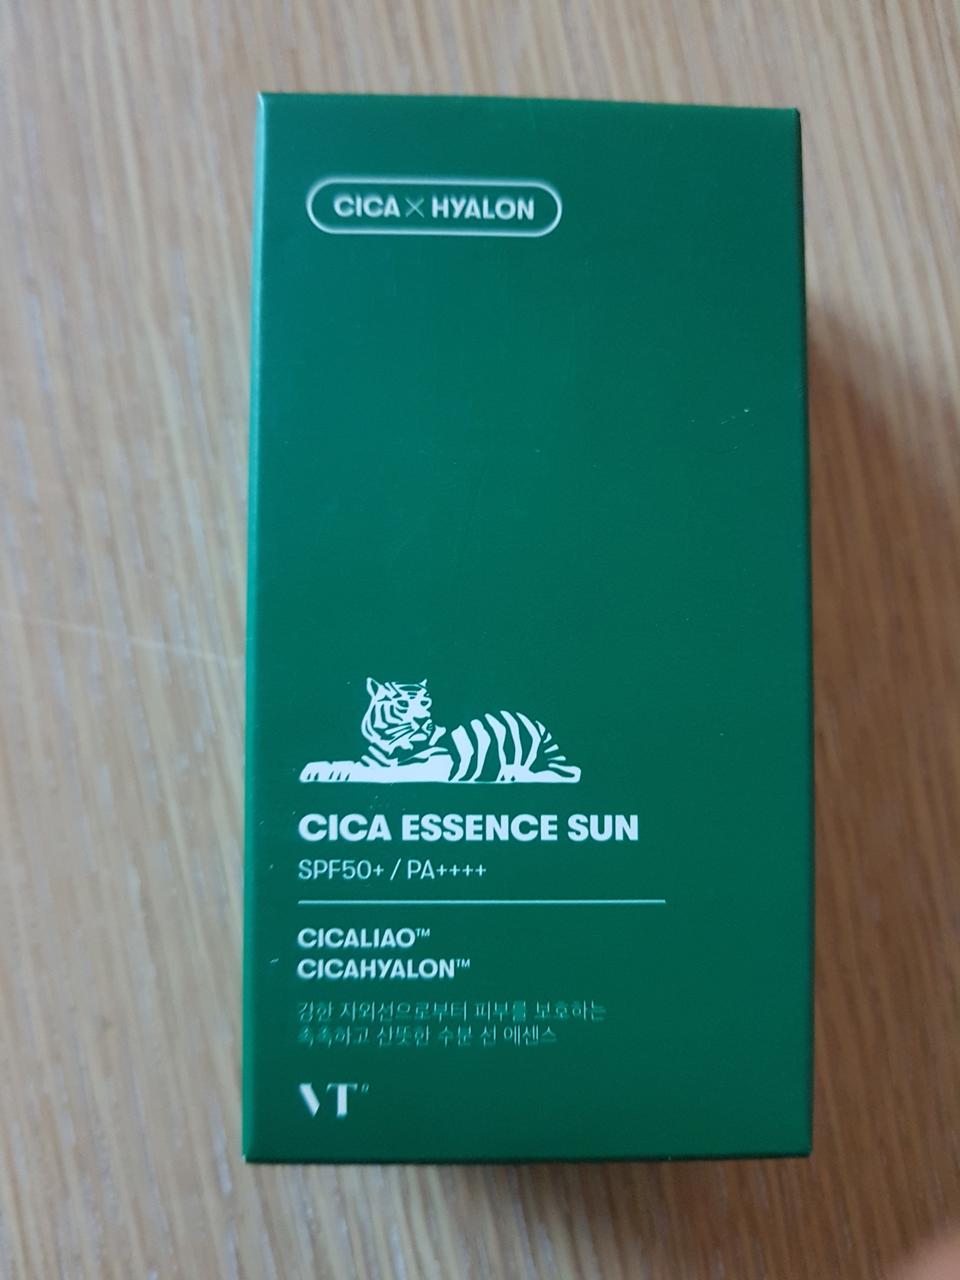 CICA × HYALON
CICA ESSENCE SUN
SPF50+ / PA++++
CICALIAO™
CICAHYALON™
강한 자외선으로부터 피부를 보호하는
촉촉하고 산뜻한 수분 선 에센스
VT